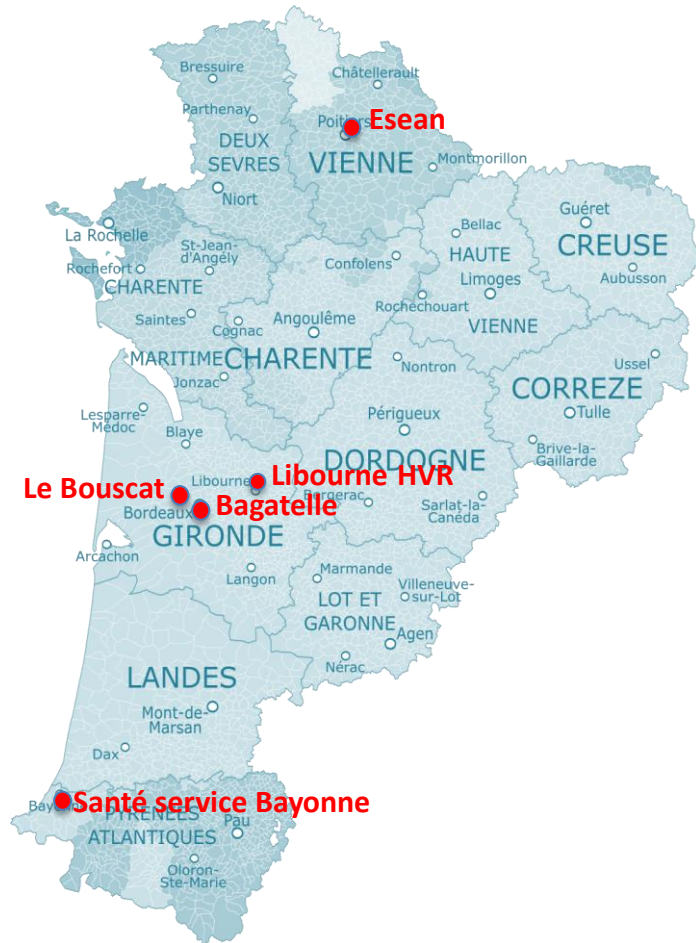 Bressuire
Châtellerault
Parthenay
Poitiers
Esean
DEUX
SEVRES
VIENNE
Montmorillon
Niort
La Rochelle
Rochefort
St-Jean-
d'Angély
CHARENTE
MARITIME
Saintes
Jonzac
Confolens
Cognac
Angoulême
CHARENTE
Bellac
HAUTE
Limoges
Rochechouart
VIENNE
Guéret
CREUSE
Aubusson
Nontron
Périgueux
DORDOGNE
Bergerac
Sarlat-la-
Canéda
Ussel
CORREZE
Tulle
Brive-la-
Gaillarde
Lesparre-
Médoc
Blaye
Libourne
Libourne HVR
Le Bouscat
Bagatelle
Bordeaux
GIRONDE
Arcachon
Langon
Marmande
Villeneuve-
sur-Lot
LOT ET
GARONNE
Agen
Nérac
LANDES
Mont-de-
Marsan
Dax
Santé service Bayonne
PYRENEES
ATLANTIQUES
Pau
Oloron-
Ste-Marie